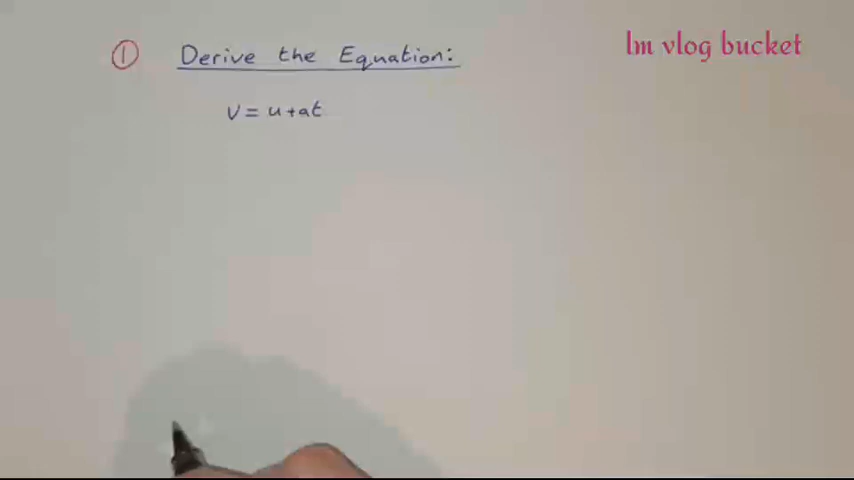 lm vlog bucket
① Derive the Equation:
v = u + at